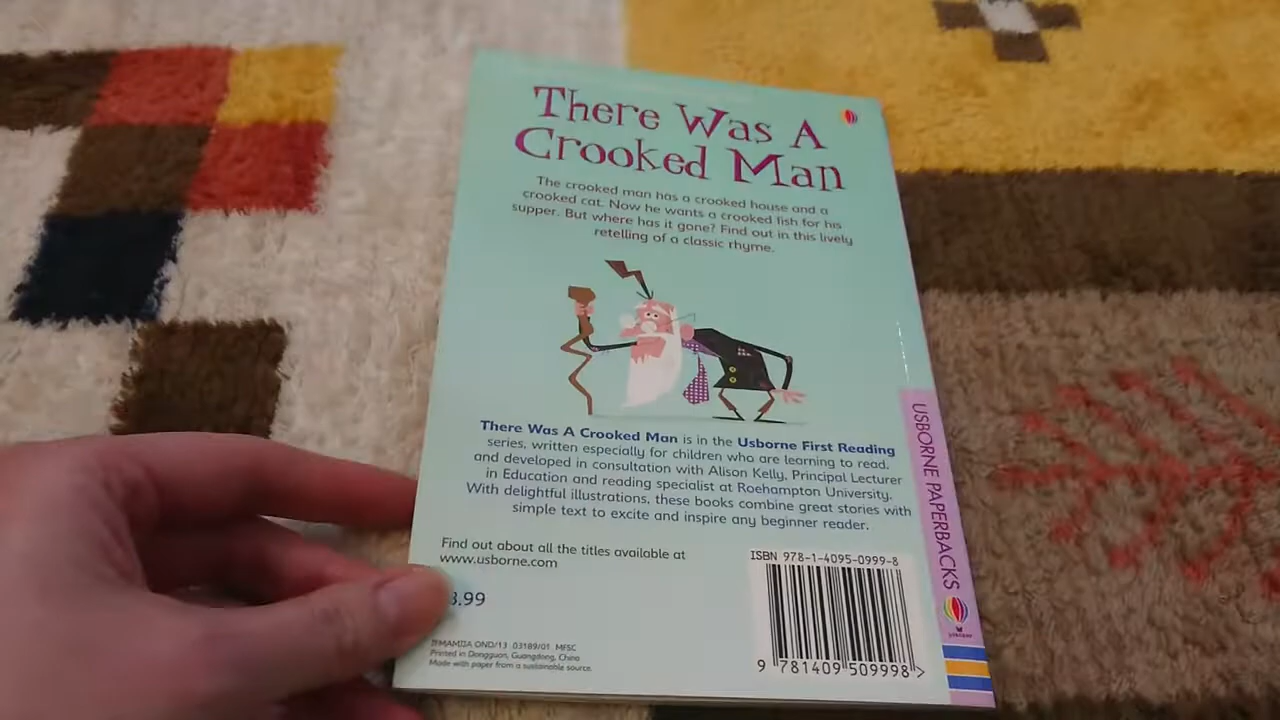 There Was A
Crooked Man
The crooked man has a crooked house and a
crooked cat. Now he wants a crooked fish for his
supper. But where has it gone? Find out in this lively
retelling of a classic rhyme.
There Was A Crooked Man is in the Usborne First Reading
series, written especially for children who are learning to read,
and developed in consultation with Alison Kelly, Principal Lecturer
in Education and reading specialist at Roehampton University.
With delightful illustrations, these books combine great stories with
simple text to excite and inspire any beginner reader.
Find out about all the titles available at
www.usborne.com
3.99
Printed in Dongguan, Guangdong, China
Made with paper from a sustainable source.
ISBN 978-1-4095-0999-8
9 781409 509998 >
USBORNE PAPERBACKS